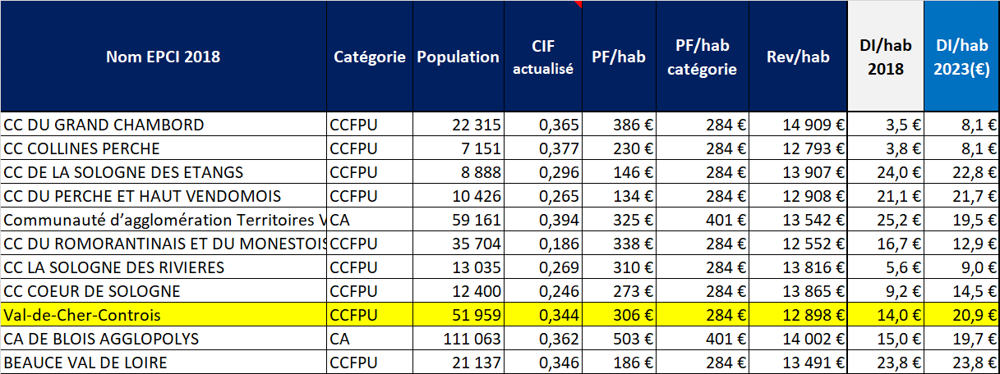 Nom EPCI 2018 Catégorie Population CIF actualisé PF/hab PF/hab catégorie Rev/hab DI/hab 2018 DI/hab 2023(€)
CC DU GRAND CHAMBORD CCFPU 22 315 0,365 386 € 284 € 14 909 € 3,5 € 8,1 €
CC COLLINES PERCHE CCFPU 7 151 0,377 230 € 284 € 12 793 € 3,8 € 8,1 €
CC DE LA SOLOGNE DES ETANGS CCFPU 8 888 0,296 146 € 284 € 13 907 € 24,0 € 22,8 €
CC DU PERCHE ET HAUT VENDOMOIS CCFPU 10 426 0,265 134 € 284 € 12 908 € 21,1 € 21,7 €
Communauté d’agglomération Territoires V CA 59 161 0,394 325 € 401 € 13 542 € 25,2 € 19,5 €
CC DU ROMORANTINAIS ET DU MONESTOIS CCFPU 35 704 0,186 338 € 284 € 12 552 € 16,7 € 12,9 €
CC LA SOLOGNE DES RIVIERES CCFPU 13 035 0,269 310 € 284 € 13 816 € 5,6 € 9,0 €
CC COEUR DE SOLOGNE CCFPU 12 400 0,246 273 € 284 € 13 865 € 9,2 € 14,5 €
Val-de-Cher-Controis CCFPU 51 959 0,344 306 € 284 € 12 898 € 14,0 € 20,9 €
CA DE BLOIS AGGLOPOLYS CA 111 063 0,362 503 € 401 € 14 002 € 15,0 € 19,7 €
BEAUCE VAL DE LOIRE CCFPU 21 137 0,346 186 € 284 € 13 491 € 23,8 € 23,8 €